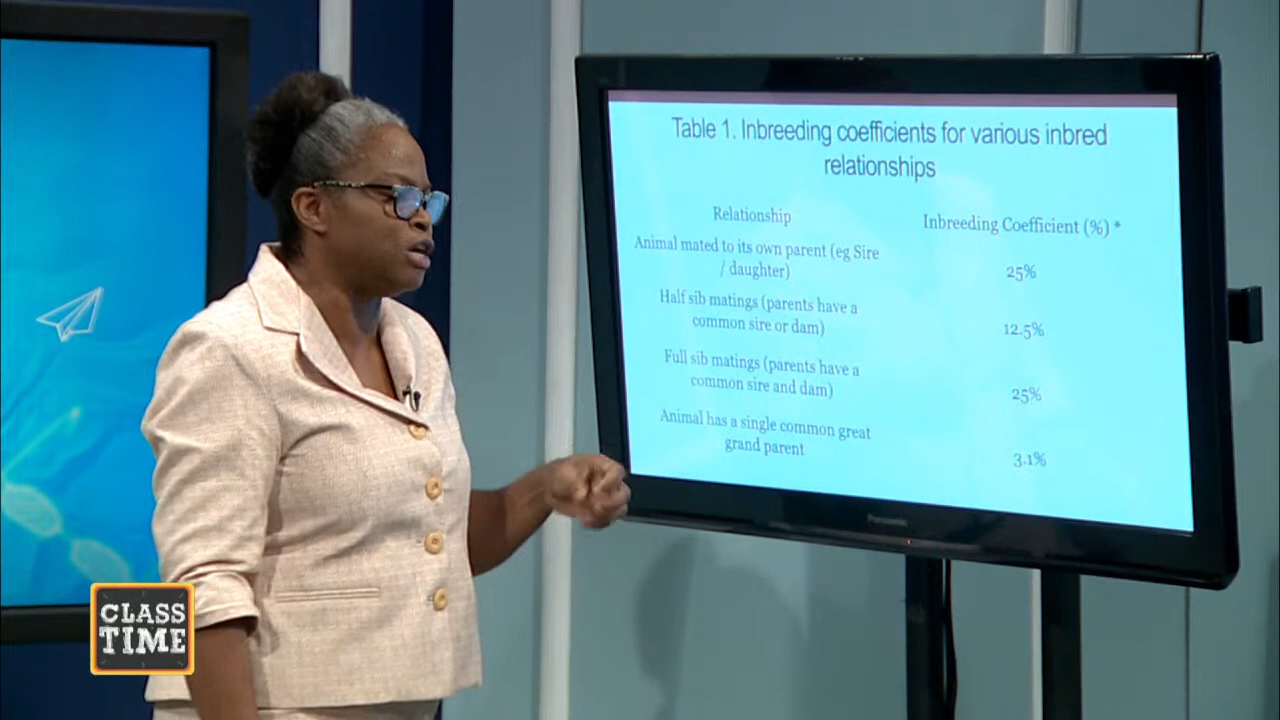 Table 1. Inbreeding coefficients for various inbred
relationships
Relationship
Inbreeding Coefficient (%) *
Animal mated to its own parent (eg Sire
/ daughter)
25%
Half sib matings (parents have a
common sire or dam)
12.5%
Full sib matings (parents have a
common sire and dam)
25%
Animal has a single common great
grand parent
3.1%
Panasonic
CLASS
TIME